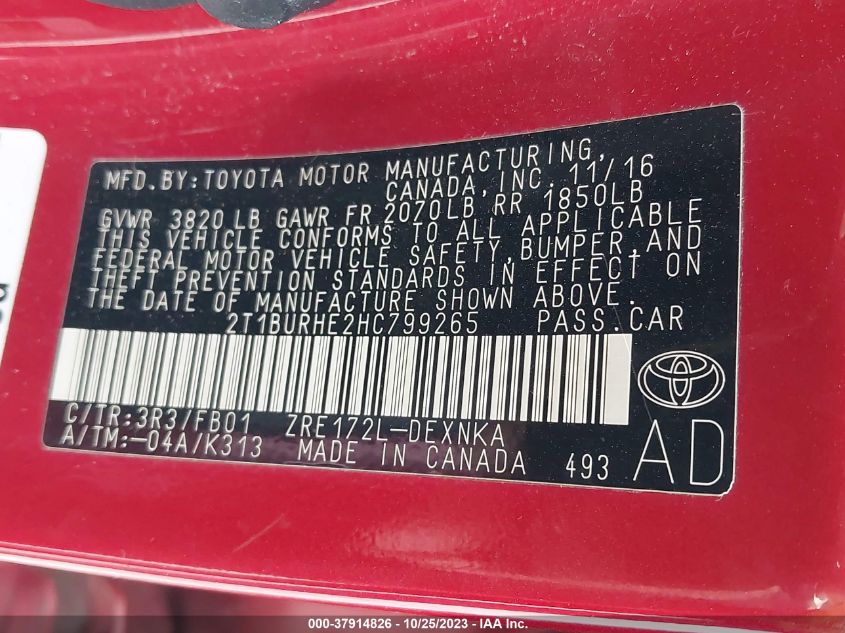 MFD.BY:TOYOTA MOTOR MANUFACTURING,
CANADA,INC. 11/16
GVWR 3820 LB GAWR FR 2070LB RR 1850LB
THIS VEHICLE CONFORMS TO ALL APPLICABLE
FEDERAL MOTOR VEHICLE SAFETY,BUMPER,AND
THEFT PREVENTION STANDARDS IN EFFECT ON
THE DATE OF MANUFACTURE SHOWN ABOVE.
2T1BURHE2HC799265 PASS.CAR
C/TR:3R3/FB01 ZRE172L-DEXNKA
A/TM:-04A/K313 MADE IN CANADA 493
AD
000-37914826 - 10/25/2023 - IAA Inc.